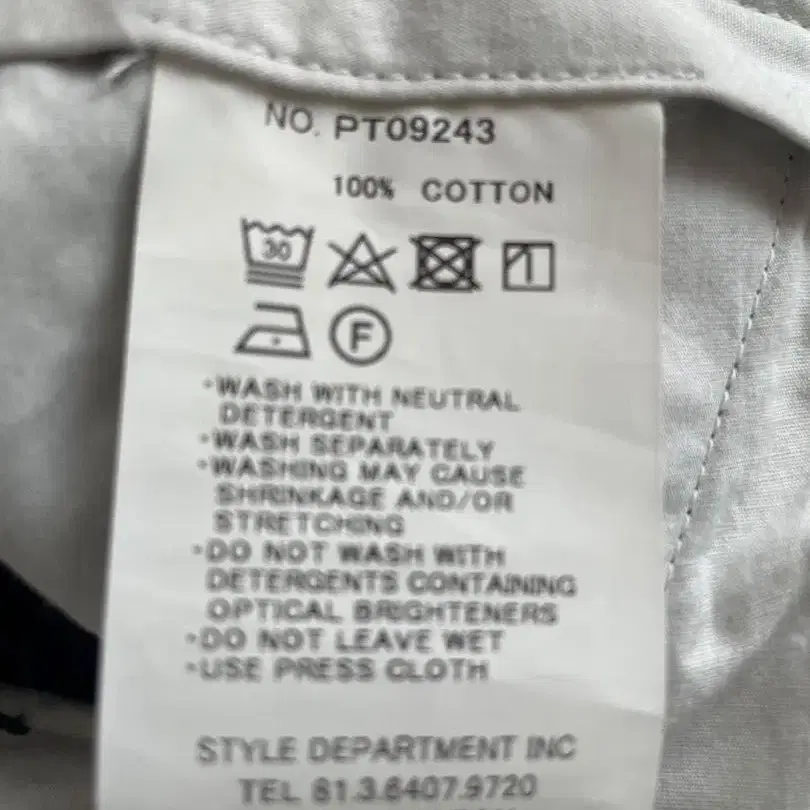 NO. PT09243
100% COTTON
30
F
•WASH WITH NEUTRAL
DETERGENT
•WASH SEPARATELY
•WASHING MAY CAUSE
SHRINKAGE AND/OR
STRETCHING
•DO NOT WASH WITH
DETERGENTS CONTAINING
OPTICAL BRIGHTENERS
•DO NOT LEAVE WET
•USE PRESS CLOTH
STYLE DEPARTMENT INC
TEL 81.3.6407.9720